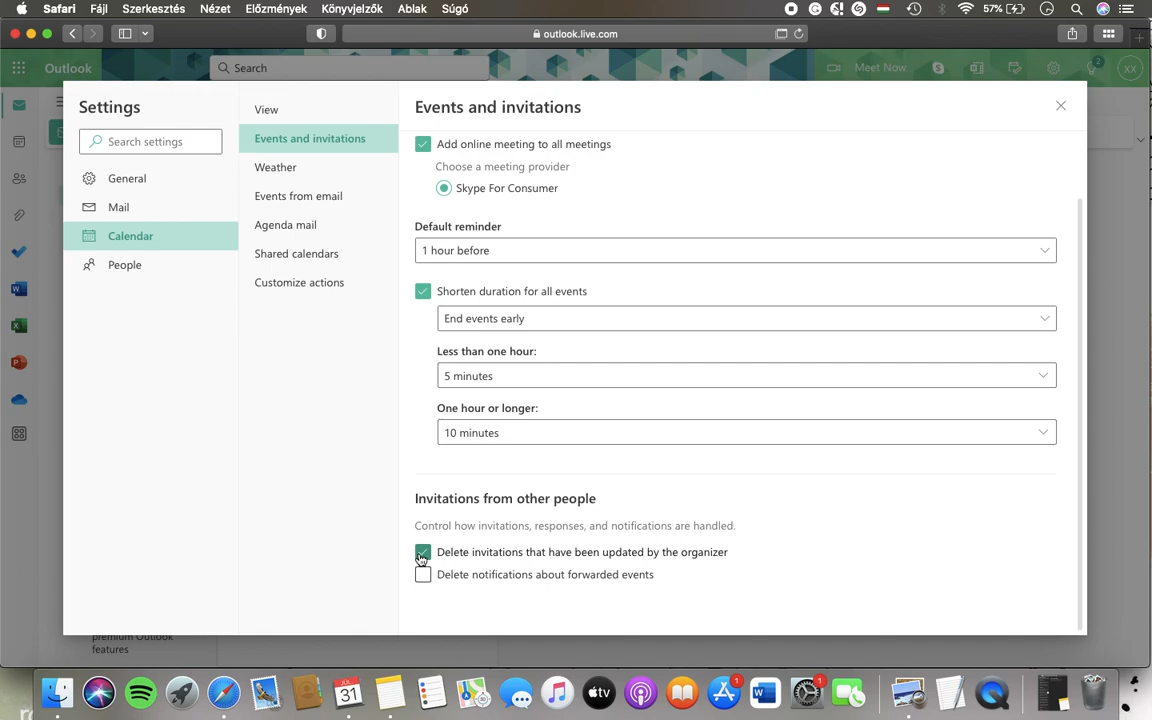 Safari Fájl Szerkesztés Nézet Előzmények Könyvjelzők Ablak Súgó 57%
outlook.live.com
Outlook Search Meet Now 2 XX
Settings
Search settings
General
Mail
Calendar
People
View
Events and invitations
Weather
Events from email
Agenda mail
Shared calendars
Customize actions
Events and invitations
Add online meeting to all meetings
Choose a meeting provider
Skype For Consumer
Default reminder
1 hour before
Shorten duration for all events
End events early
Less than one hour:
5 minutes
One hour or longer:
10 minutes
Invitations from other people
Control how invitations, responses, and notifications are handled.
Delete invitations that have been updated by the organizer
Delete notifications about forwarded events
premium Outlook
features
31
tv
1
W
1